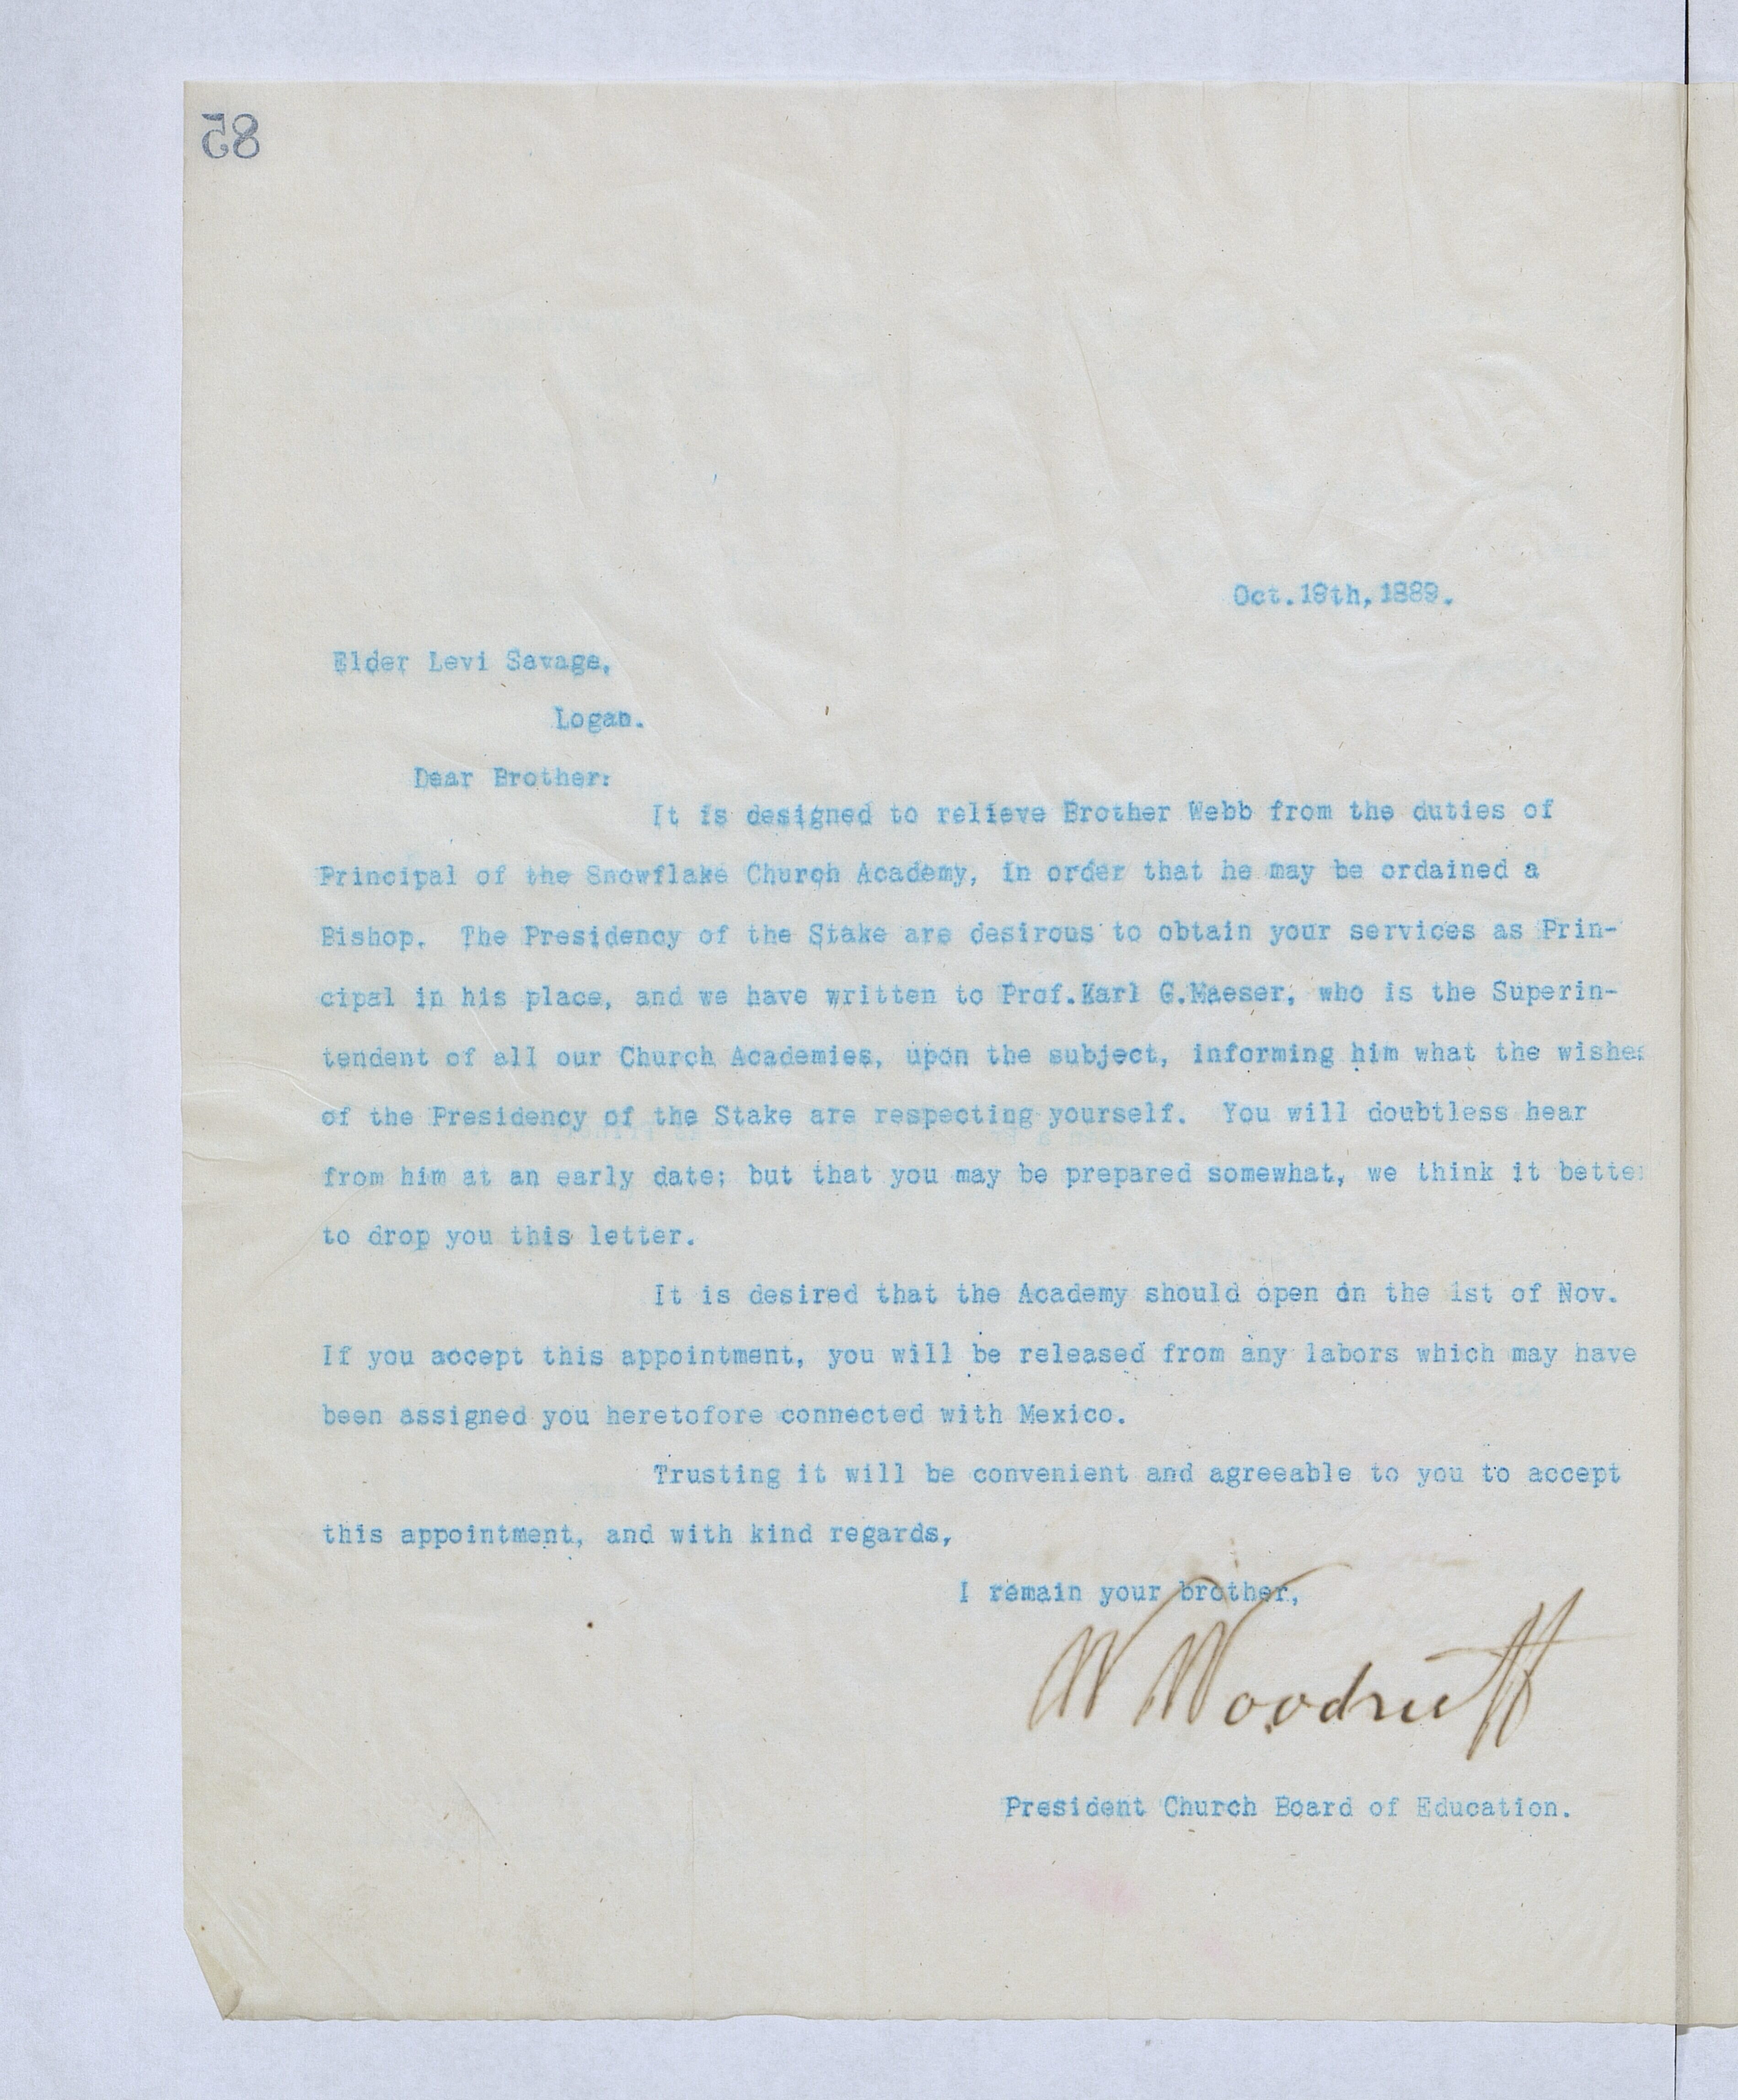 85
Oct.19th,1889.
Elder Levi Savage,
Logan.
Dear Brother:
It is designed to relieve Brother Webb from the duties of
Principal of the Snowflake Church Academy, in order that he may be ordained a
Bishop. The Presidency of the Stake are desirous to obtain your services as Prin-
cipal in his place, and we have written to Prof.Karl G.Maeser, who is the Superin-
tendent of all our Church Academies, upon the subject, informing him what the wishes
of the Presidency of the Stake are respecting yourself. You will doubtless hear
from him at an early date; but that you may be prepared somewhat, we think it better
to drop you this letter.
It is desired that the Academy should open on the 1st of Nov.
If you accept this appointment, you will be released from any labors which may have
been assigned you heretofore connected with Mexico.
Trusting it will be convenient and agreeable to you to accept
this appointment, and with kind regards,
I remain your brother,
W Woodruff
President Church Board of Education.